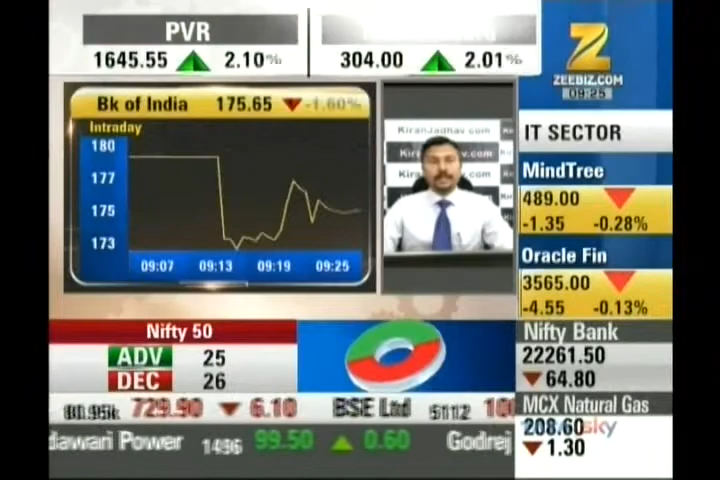 PVR
1645.55 2.10%
304.00 2.01%
Z
ZEEBIZ.COM
09:25
Bk of India 175.65 -1.60%
Intraday
180
177
175
173
09:07 09:13 09:19 09:25
KiranJadhav.com
IT SECTOR
MindTree
489.00
-1.35 -0.28%
Oracle Fin
3565.00
-4.55 -0.13%
Nifty 50
ADV 25
DEC 26
Nifty Bank
22261.50
64.80
MCX Natural Gas
208.60
sky
1.30
729.90 6.10 BSE Ltd 5112
dawari Power 1496 99.50 0.60 Godrej